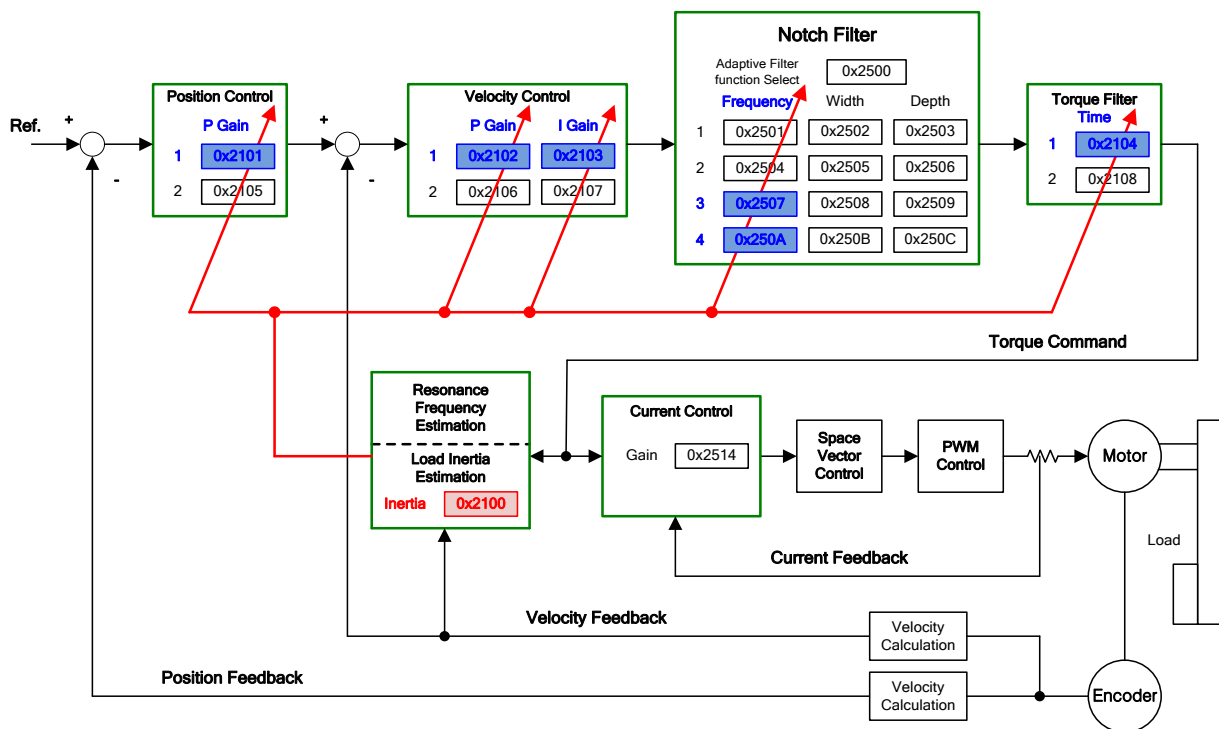 Notch Filter
Adaptive Filter
function Select
0x2500
Frequency Width Depth
1 0x2501 0x2502 0x2503
2 0x2504 0x2505 0x2506
3 0x2507 0x2508 0x2509
4 0x250A 0x250B 0x250C
Ref.
+
-
Position Control
P Gain
1 0x2101
2 0x2105
+
-
Velocity Control
P Gain I Gain
1 0x2102 0x2103
2 0x2106 0x2107
Torque Filter
Time
1 0x2104
2 0x2108
Torque Command
Resonance
Frequency
Estimation
Load Inertia
Estimation
Inertia 0x2100
Current Control
Gain 0x2514
Space
Vector
Control
PWM
Control
Motor
Load
Current Feedback
Velocity Feedback
Velocity
Calculation
Position Feedback
Velocity
Calculation
Encoder